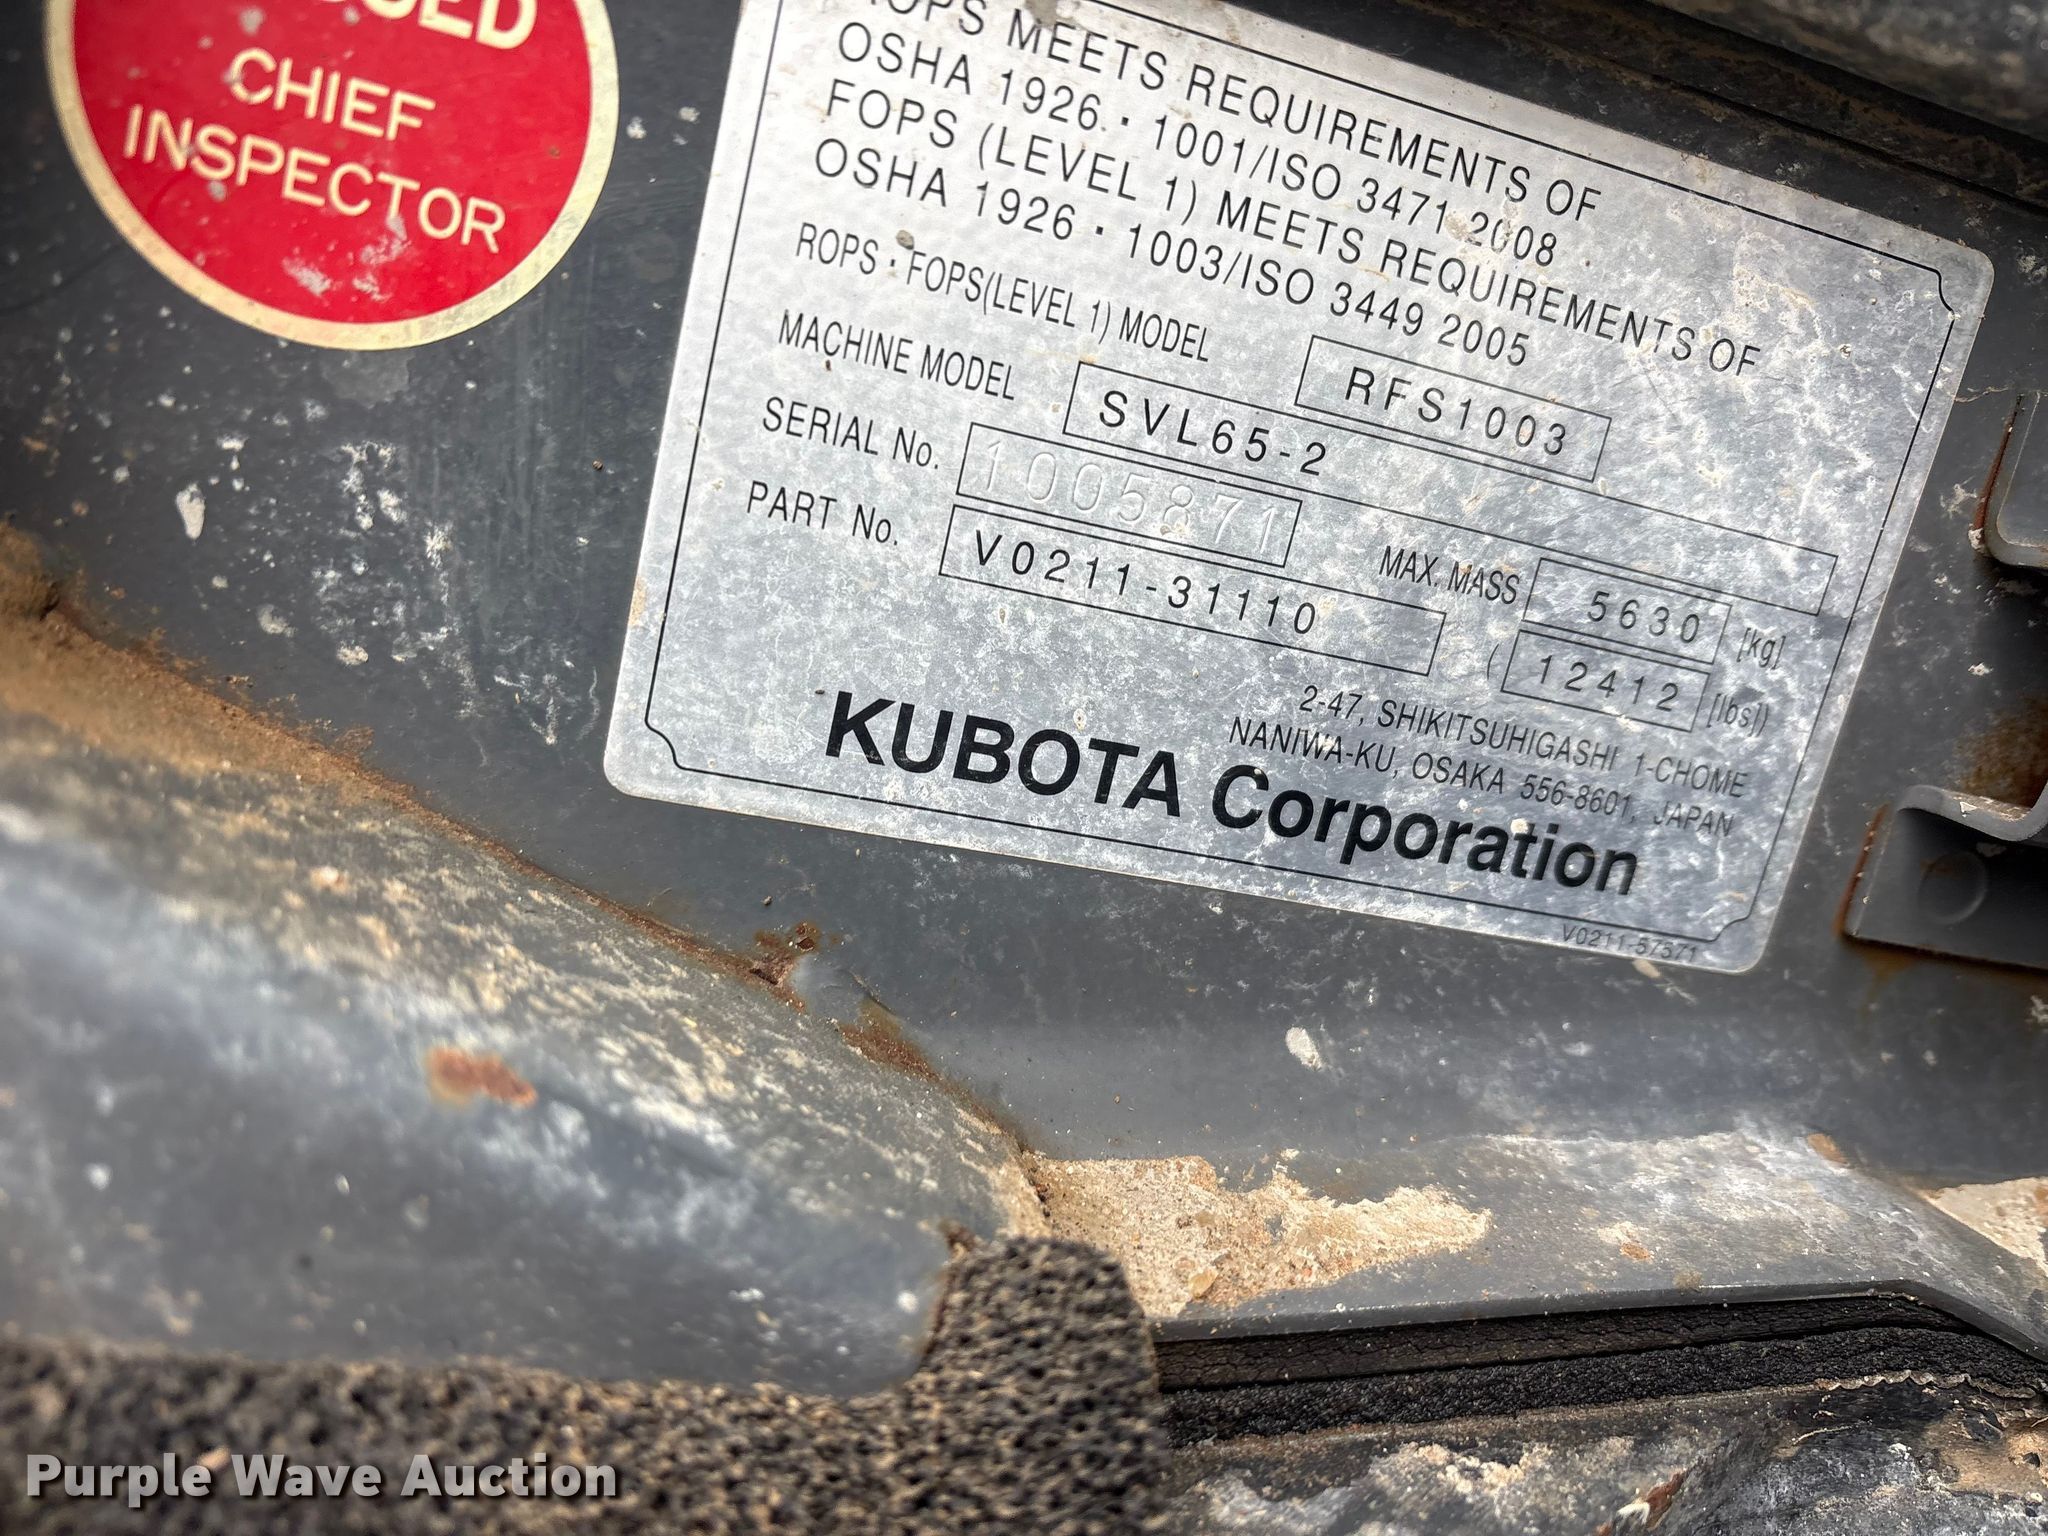 CHIEF
INSPECTOR
ROPS MEETS REQUIREMENTS OF
OSHA 1926・1001/ISO 3471 2008
FOPS (LEVEL 1) MEETS REQUIREMENTS OF
OSHA 1926・1003/ISO 3449 2005
ROPS・FOPS(LEVEL 1) MODEL RFS1003
MACHINE MODEL SVL65-2
SERIAL No. 1005871
MAX. MASS 5630 [kg]
PART No. V0211-31110
( 12412 [lbs])
2-47, SHIKITSUHIGASHI 1-CHOME
NANIWA-KU, OSAKA 556-8601, JAPAN
KUBOTA Corporation
V0211-57571
Purple Wave Auction